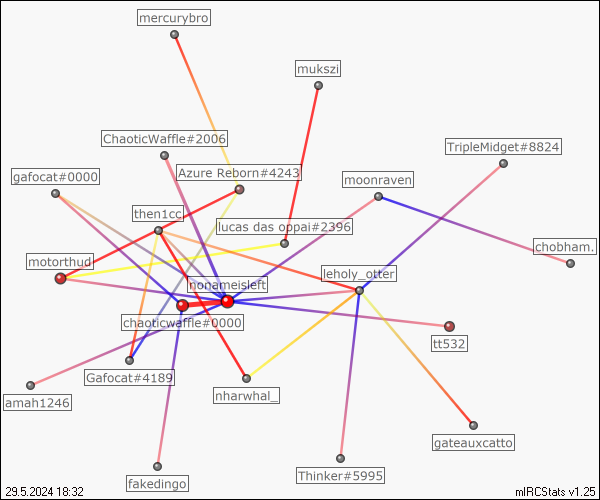 mercurybro
mukszi
ChaoticWaffle#2006
TripleMidget#8824
gafocat#0000
Azure Reborn#4243
moonraven
then1cc
lucas das oppai#2396
chobham.
motorthud
leholy_otter
nonameisleft
chaoticwaffle#0000
tt532
Gafocat#4189
nharwhal_
amah1246
gateauxcatto
Thinker#5995
fakedingo
29.5.2024 18:32
mIRCStats v1.25